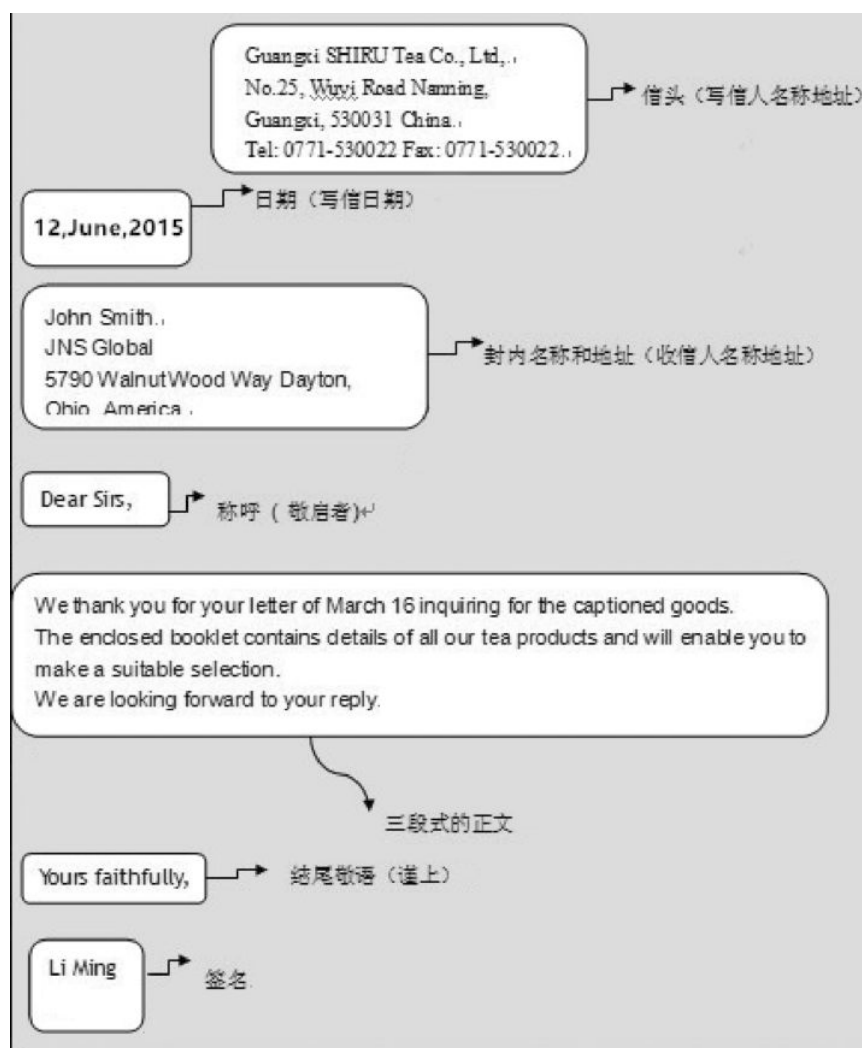 Guangxi SHIRU Tea Co., Ltd,.
No.25, Wuyi Road Nanning,
Guangxi, 530031 China.
Tel: 0771-530022 Fax: 0771-530022.
信头（写信人名称地址）
日期（写信日期）
12,June,2015
John Smith.
JNS Global
5790 WalnutWood Way Dayton,
Ohio America.
封内名称和地址（收信人名称地址）
Dear Sirs,
称呼 ( 敬启者)
We thank you for your letter of March 16 inquiring for the captioned goods.
The enclosed booklet contains details of all our tea products and will enable you to
make a suitable selection.
We are looking forward to your reply.
三段式的正文
Yours faithfully,
结尾敬语（谨上）
Li Ming
签名